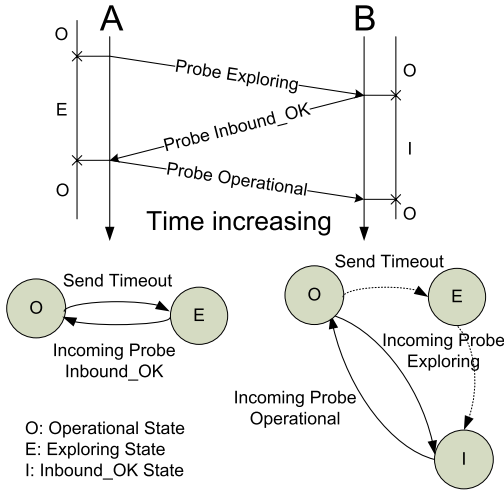 A
B
O
Probe Exploring
O
E
Probe Inbound_OK
I
Probe Operational
O
O
Time increasing
Send Timeout
O
E
Incoming Probe
Inbound_OK
Send Timeout
O
E
Incoming Probe
Exploring
Incoming Probe
Operational
I
O: Operational State
E: Exploring State
I: Inbound_OK State